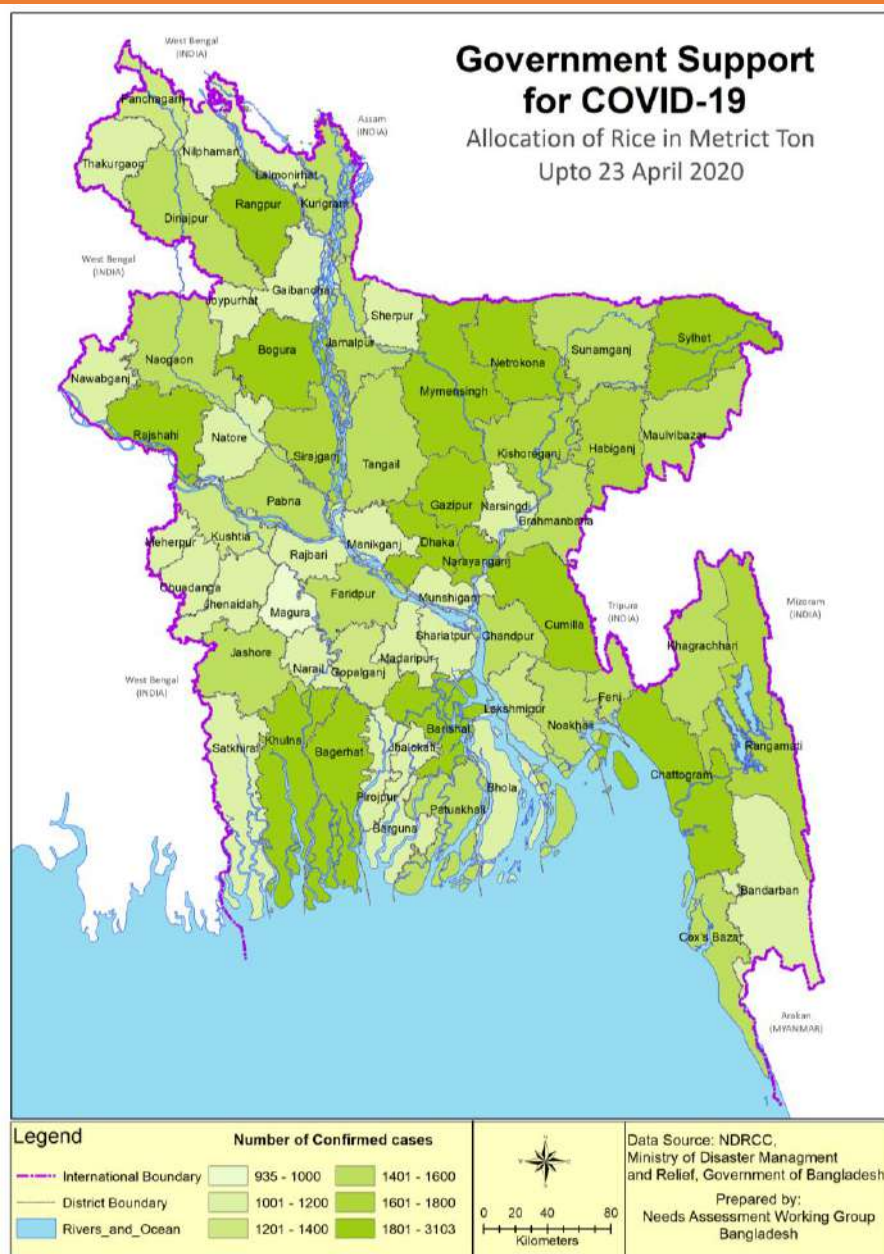 Government Support
for COVID-19
Allocation of Rice in Metrict Ton
Upto 23 April 2020
West Bengal
(INDIA)
Panchagarh
Assam
(INDIA)
Nilphamari
Thakurgaog
Lalmonirhat
Rangpur
Kurigram
Dinajpur
West Bengal
(INDIA)
Gaibandha
Joypurhat
Sherpur
Sylhet
Jamalpur
Sunamganj
Bogura
Netrokona
Naogaon
Nawabganj
Mymensingh
Rajshahi
Maulvibazar
Natore
Habiganj
Sirajganj
Kishoreganj
Tangail
Pabna
Gazipur
Narsingdi
Brahmanbaria
Kushtia
Manikganj
Dhaka
Meherpur
Rajbari
Narayanganj
Chuadanga
Munshiganj
Jhenaidah
Faridpur
Tripura
(INDIA)
Mizoram
(INDIA)
Magura
Cumilla
Shariatpur
Chandpur
Khagrachhari
Jashore
Madaripur
Narail
Gopalganj
West Bengal
(INDIA)
Feni
Lakshmipur
Noakhali
Barishal
Khulna
Satkhira
Bagerhat
Jhalokati
Rangamati
Chattogram
Bhola
Pirojpur
Patuakhali
Barguna
Bandarban
Cox's Bazar
Arakan
(MYANMAR)
1
Legend
International Boundary
District Boundary
Rivers_and_Ocean
Number of Confirmed cases
935 - 1000
1001 - 1200
1201 - 1400
1401 - 1600
1601 - 1800
1801 - 3103
0 20 40 80
Kilometers
Data Source: NDRCC,
Ministry of Disaster Managment
and Relief, Government of Bangladesh
Prepared by:
Needs Assessment Working Group
Bangladesh